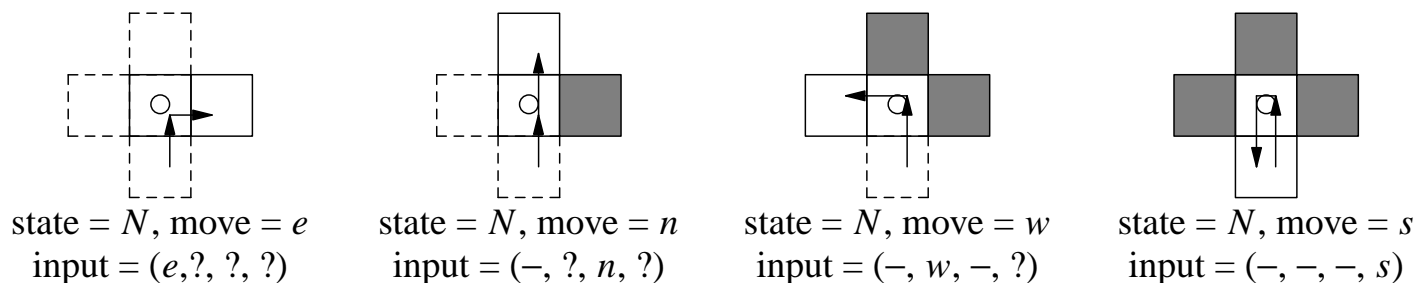 state = N, move = e
input = (e,?, ?, ?)
state = N, move = n
input = (–, ?, n, ?)
state = N, move = w
input = (–, w, –, ?)
state = N, move = s
input = (–, –, –, s)